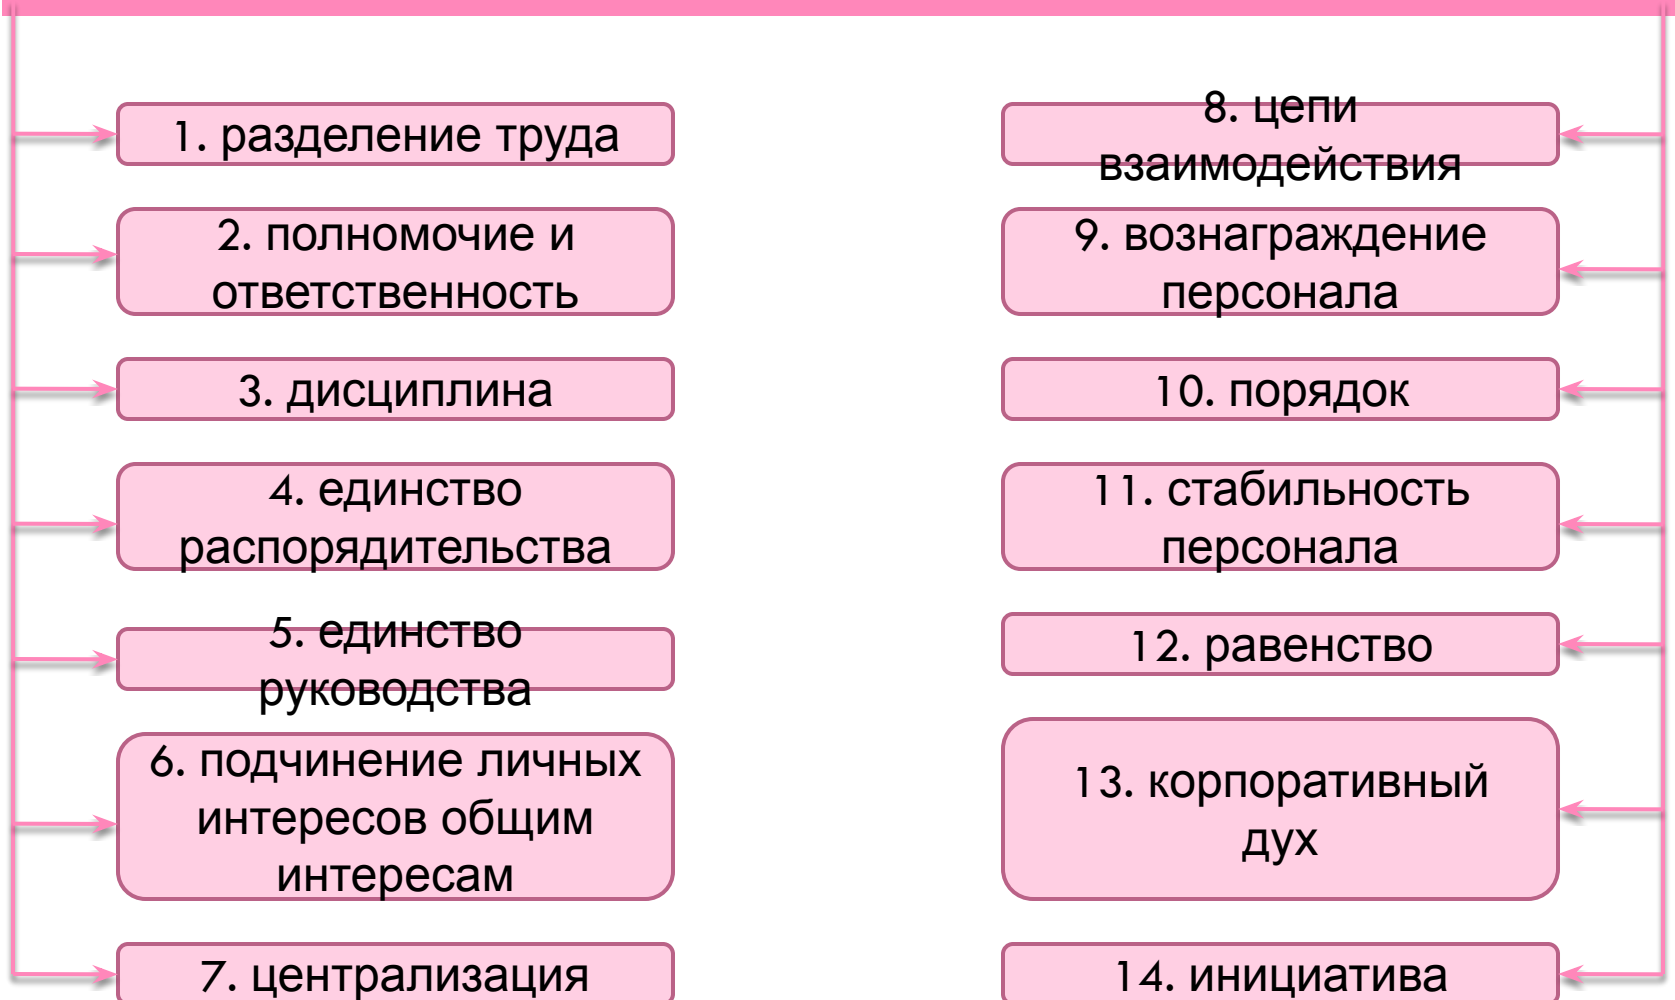 1. разделение труда
2. полномочие и
ответственность
3. дисциплина
4. единство
распорядительства
5. единство
руководства
6. подчинение личных
интересов общим
интересам
7. централизация
8. цепи
взаимодействия
9. вознаграждение
персонала
10. порядок
11. стабильность
персонала
12. равенство
13. корпоративный
дух
14. инициатива